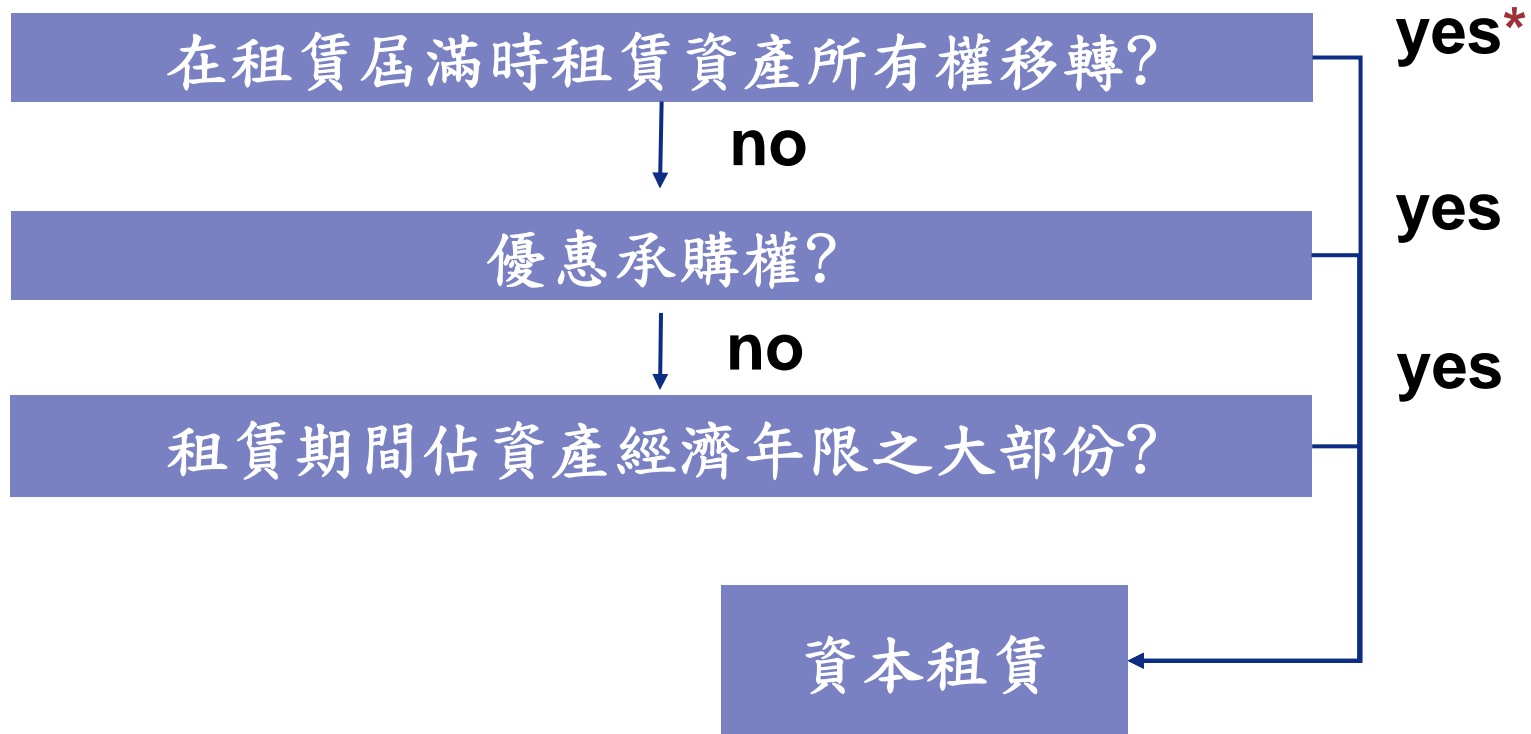 在租賃屆滿時租賃資產所有權移轉?
yes*
no
優惠承購權?
yes
no
租賃期間佔資產經濟年限之大部份?
yes
資本租賃